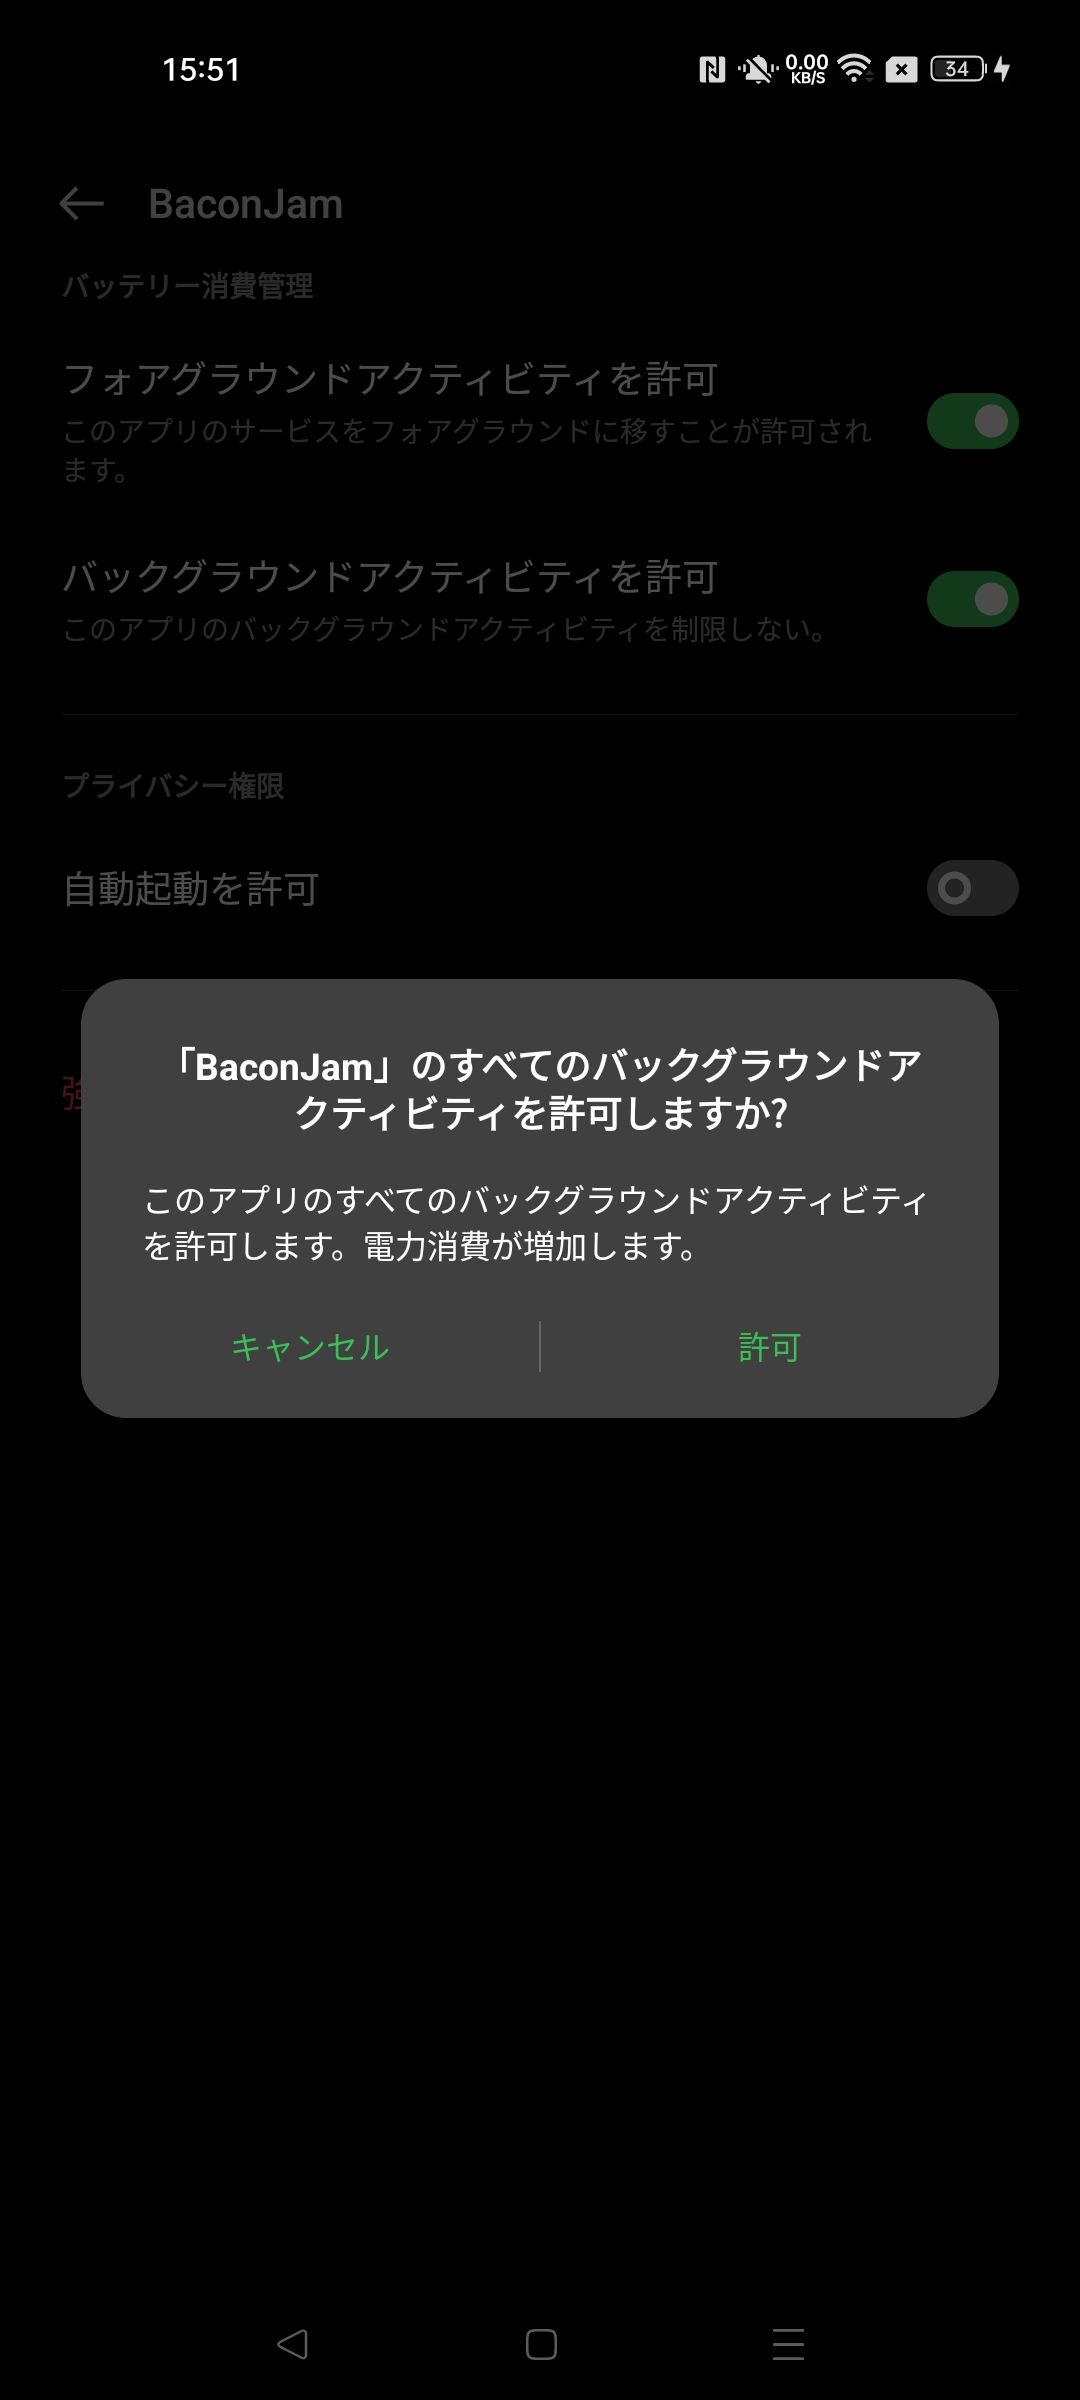 15:51
0.00
KB/S
34
BaconJam
バッテリー消費管理
フォアグラウンドアクティビティを許可
このアプリのサービスをフォアグラウンドに移すことが許可され
ます。
バックグラウンドアクティビティを許可
このアプリのバックグラウンドアクティビティを制限しない。
プライバシー権限
自動起動を許可
「BaconJam」のすべてのバックグラウンドア
クティビティを許可しますか?
このアプリのすべてのバックグラウンドアクティビティ
を許可します。電力消費が増加します。
キャンセル
許可